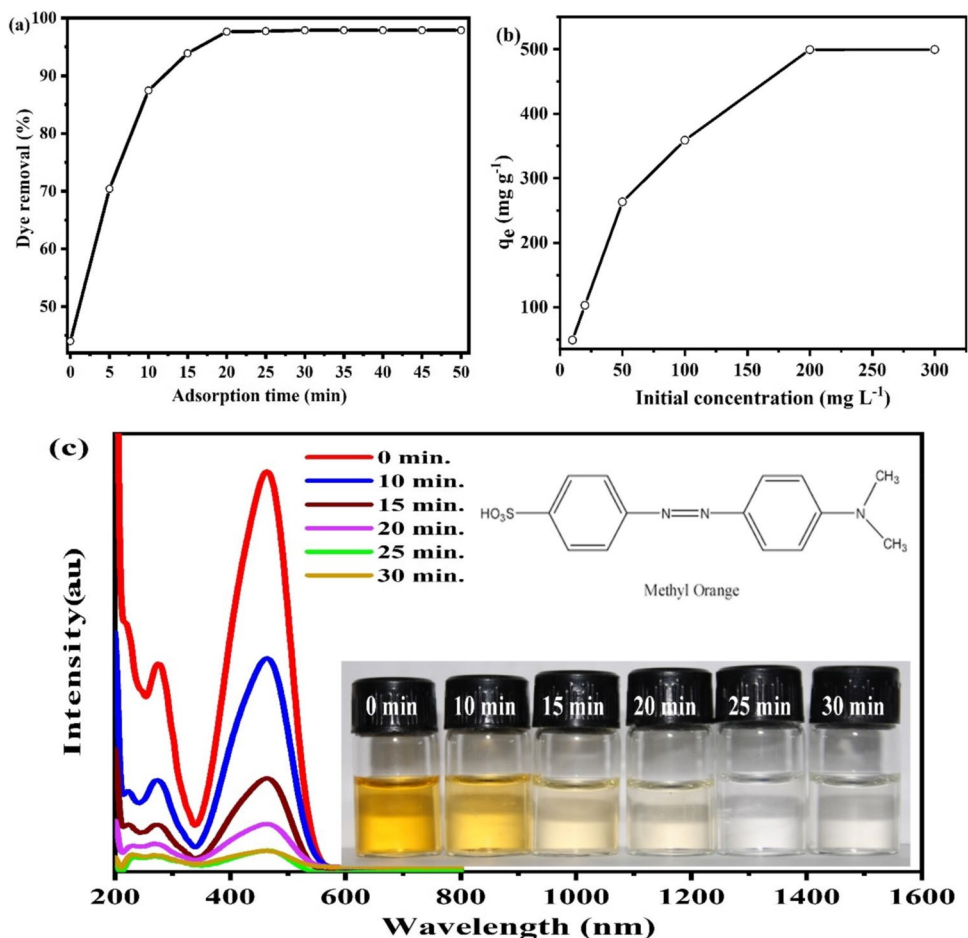 (a)
100
90
80
70
60
50
Dye removal (%)
0 5 10 15 20 25 30 35 40 45 50
Adsorption time (min)
(b)
500
400
300
200
100
qe (mg g-1)
0 50 100 150 200 250 300
Initial concentration (mg L-1)
(c)
0 min.
10 min.
15 min.
20 min.
25 min.
30 min.
HO3S
N=N
N
CH3
CH3
Methyl Orange
0 min 10 min 15 min 20 min 25 min 30 min
Intensity(au)
200 400 600 800 1000 1200 1400 1600
Wavelength (nm)